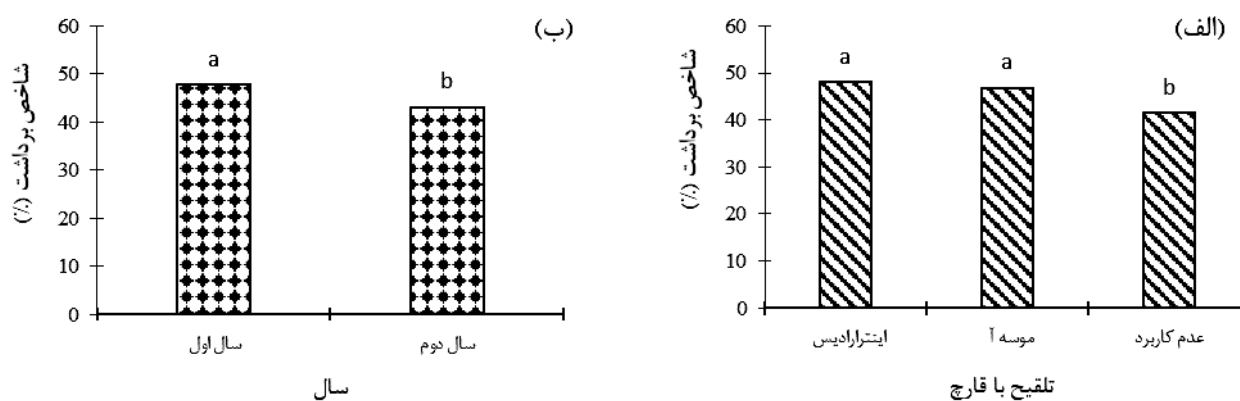 (الف)
شاخص برداشت (٪)
60
50
40
30
20
10
0
a
a
b
اینترارادیس
موسه آ
عدم کاربرد
تلقیح با قارچ
(ب)
شاخص برداشت (٪)
60
50
40
30
20
10
0
a
b
سال اول
سال دوم
سال